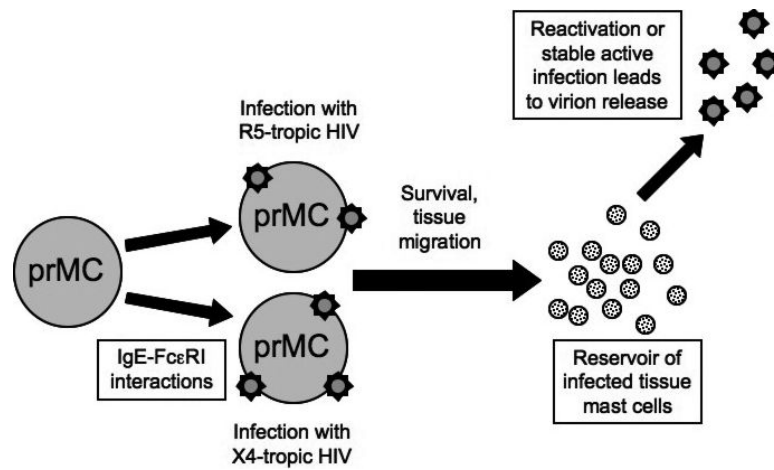 Reactivation or
stable active
infection leads
to virion release
Infection with
R5-tropic HIV
prMC
Survival,
tissue
migration
prMC
prMC
IgE-FcεRI
interactions
Infection with
X4-tropic HIV
Reservoir of
infected tissue
mast cells